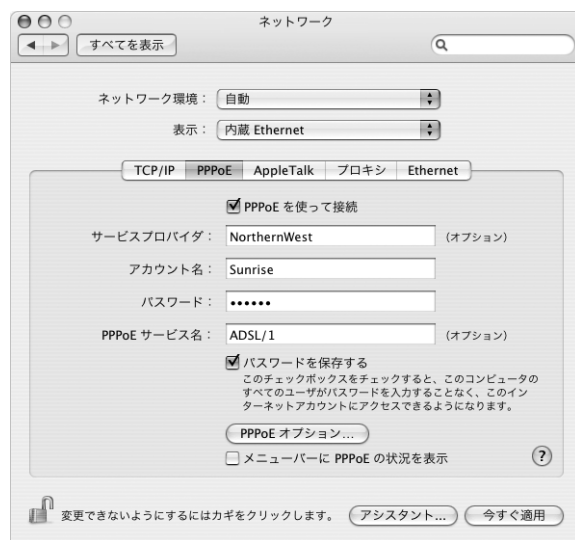 ネットワーク
すべてを表示
ネットワーク環境： 自動
表示： 内蔵 Ethernet
TCP/IP PPPoE AppleTalk プロキシ Ethernet
PPPoE を使って接続
サービスプロバイダ： NorthernWest (オプション)
アカウント名： Sunrise
パスワード： ••••••
PPPoE サービス名： ADSL/1 (オプション)
パスワードを保存する
このチェックボックスをチェックすると、このコンピュータの
すべてのユーザがパスワードを入力することなく、このイン
ターネットアカウントにアクセスできるようになります。
PPPoE オプション...
メニューバーに PPPoE の状況を表示 ?
変更できないようにするにはカギをクリックします。 アシスタント... 今すぐ適用